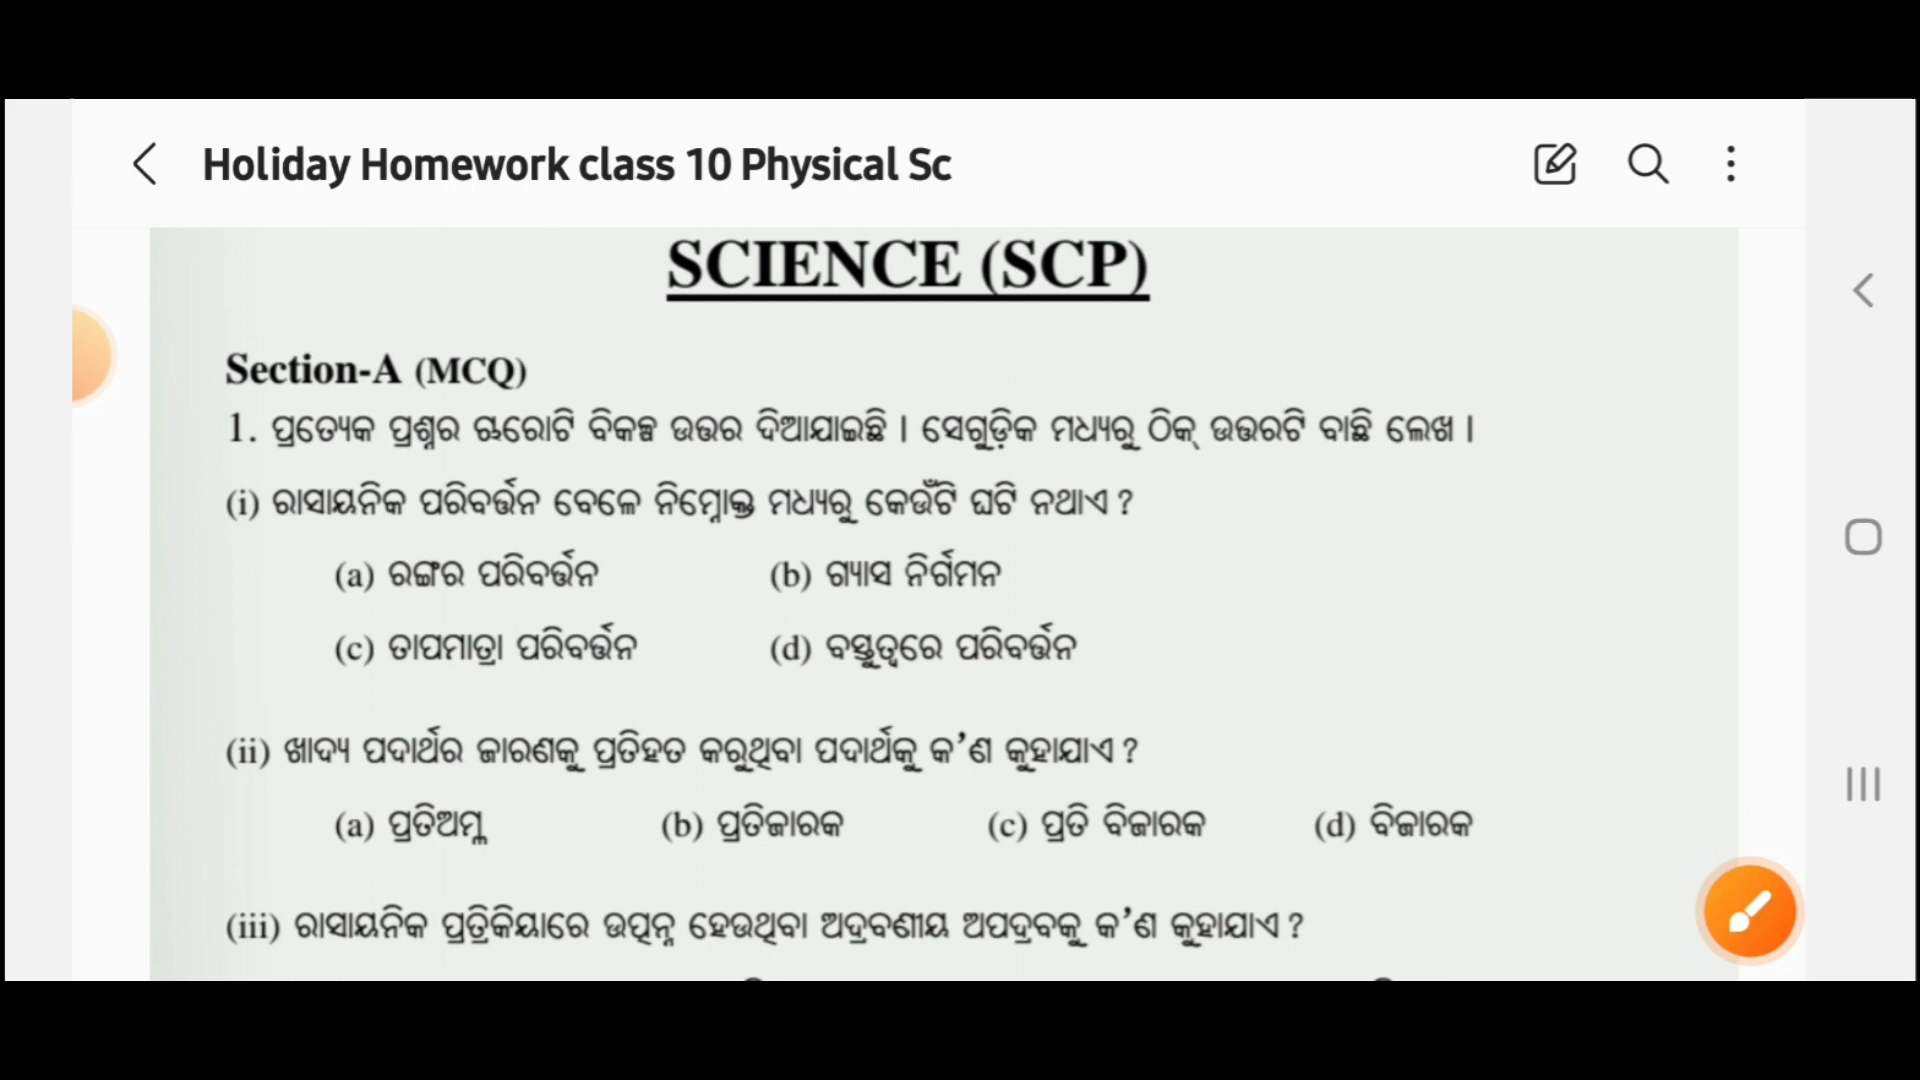 Holiday Homework class 10 Physical Sc
SCIENCE (SCP)
Section-A (MCQ)
1. ପ୍ରତ୍ୟେକ ପ୍ରଶ୍ନର ଚାରୋଟି ବିକଳ୍ପ ଉତ୍ତର ଦିଆଯାଇଛି । ସେଗୁଡ଼ିକ ମଧ୍ୟରୁ ଠିକ୍ ଉତ୍ତରଟି ବାଛି ଲେଖ ।
(i) ରାସାୟନିକ ପରିବର୍ତ୍ତନ ବେଳେ ନିମ୍ନୋକ୍ତ ମଧ୍ୟରୁ କେଉଁଟି ଘଟି ନଥାଏ ?
(a) ରଙ୍ଗର ପରିବର୍ତ୍ତନ (b) ଗ୍ୟାସ ନିର୍ଗମନ
(c) ତାପମାତ୍ରା ପରିବର୍ତ୍ତନ (d) ବସ୍ତୁତ୍ୱରେ ପରିବର୍ତ୍ତନ
(ii) ଖାଦ୍ୟ ପଦାର୍ଥର ଜାରଣକୁ ପ୍ରତିହତ କରୁଥିବା ପଦାର୍ଥକୁ କ’ଣ କୁହାଯାଏ ?
(a) ପ୍ରତିଅମ୍ଳ (b) ପ୍ରତିଜାରକ (c) ପ୍ରତି ବିଜାରକ (d) ବିଜାରକ
(iii) ରାସାୟନିକ ପ୍ରତ୍ରିକିୟାରେ ଉତ୍ପନ୍ନ ହେଉଥିବା ଅଦ୍ରବଣୀୟ ଅପଦ୍ରବକୁ କ’ଣ କୁହାଯାଏ ?